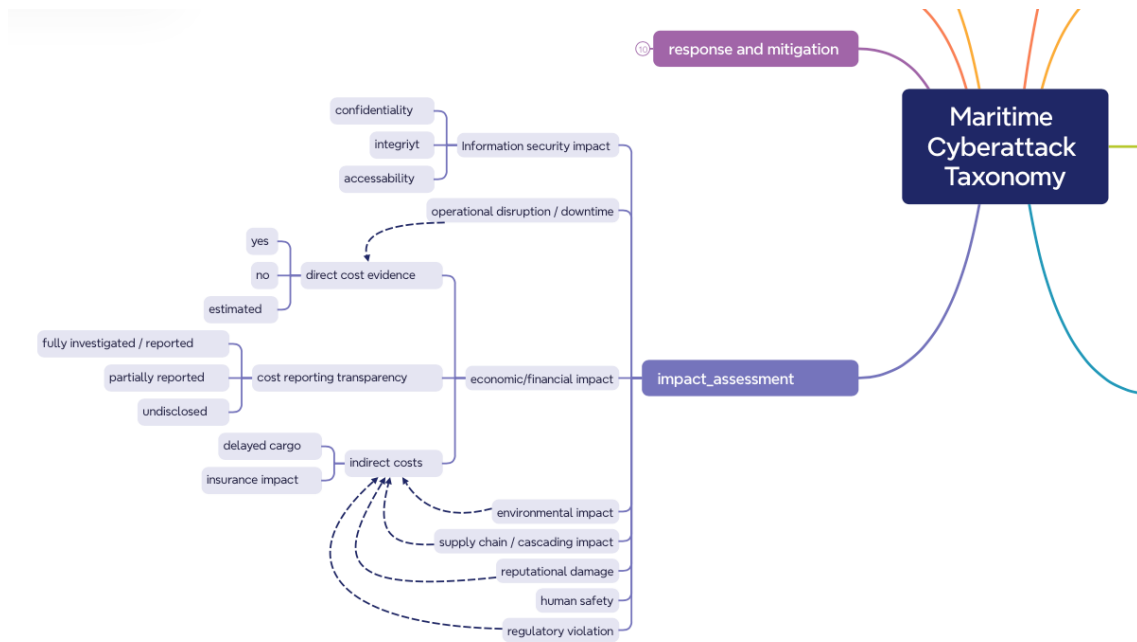 10
response and mitigation
Maritime
Cyberattack
Taxonomy
confidentiality
integriyt
accessability
Information security impact
operational disruption / downtime
yes
no
estimated
direct cost evidence
fully investigated / reported
partially reported
undisclosed
cost reporting transparency
economic/financial impact
impact_assessment
delayed cargo
insurance impact
indirect costs
environmental impact
supply chain / cascading impact
reputational damage
human safety
regulatory violation